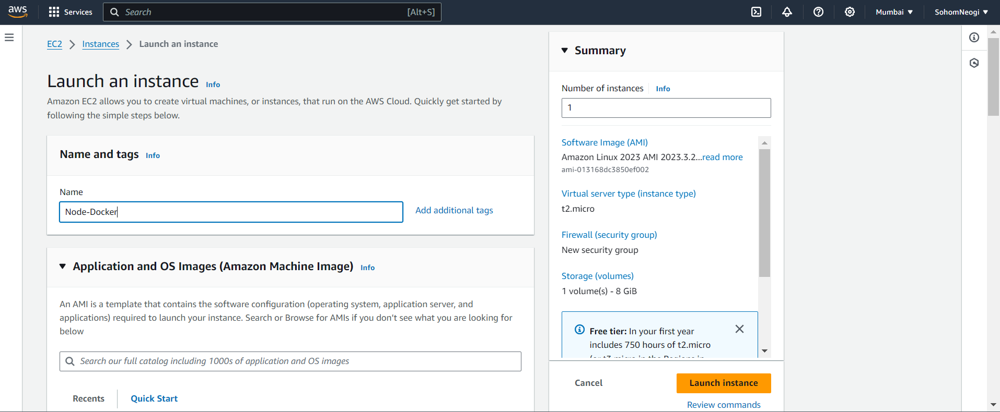 aws
Services
Search
[Alt+S]
Mumbai
SohomNeogi
EC2
Instances
Launch an instance
Launch an instance Info
Amazon EC2 allows you to create virtual machines, or instances, that run on the AWS Cloud. Quickly get started by
following the simple steps below.
Name and tags Info
Name
Node-Docker
Add additional tags
Application and OS Images (Amazon Machine Image) Info
An AMI is a template that contains the software configuration (operating system, application server, and
applications) required to launch your instance. Search or Browse for AMIs if you don't see what you are looking for
below
Search our full catalog including 1000s of application and OS images
Recents
Quick Start
Summary
Number of instances Info
1
Software Image (AMI)
Amazon Linux 2023 AMI 2023.3.2...read more
ami-013168dc3850ef002
Virtual server type (instance type)
t2.micro
Firewall (security group)
New security group
Storage (volumes)
1 volume(s) - 8 GiB
Free tier: In your first year
includes 750 hours of t2.micro
(or t3.micro in the Regions in
Cancel
Launch instance
Review commands